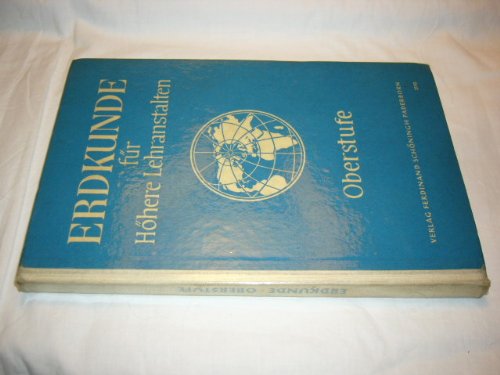 ERDKUNDE
für
Höhere Lehranstalten
Oberstufe
VERLAG FERDINAND SCHÖNINGH PADERBORN
ERDKUNDE · OBERSTUFE